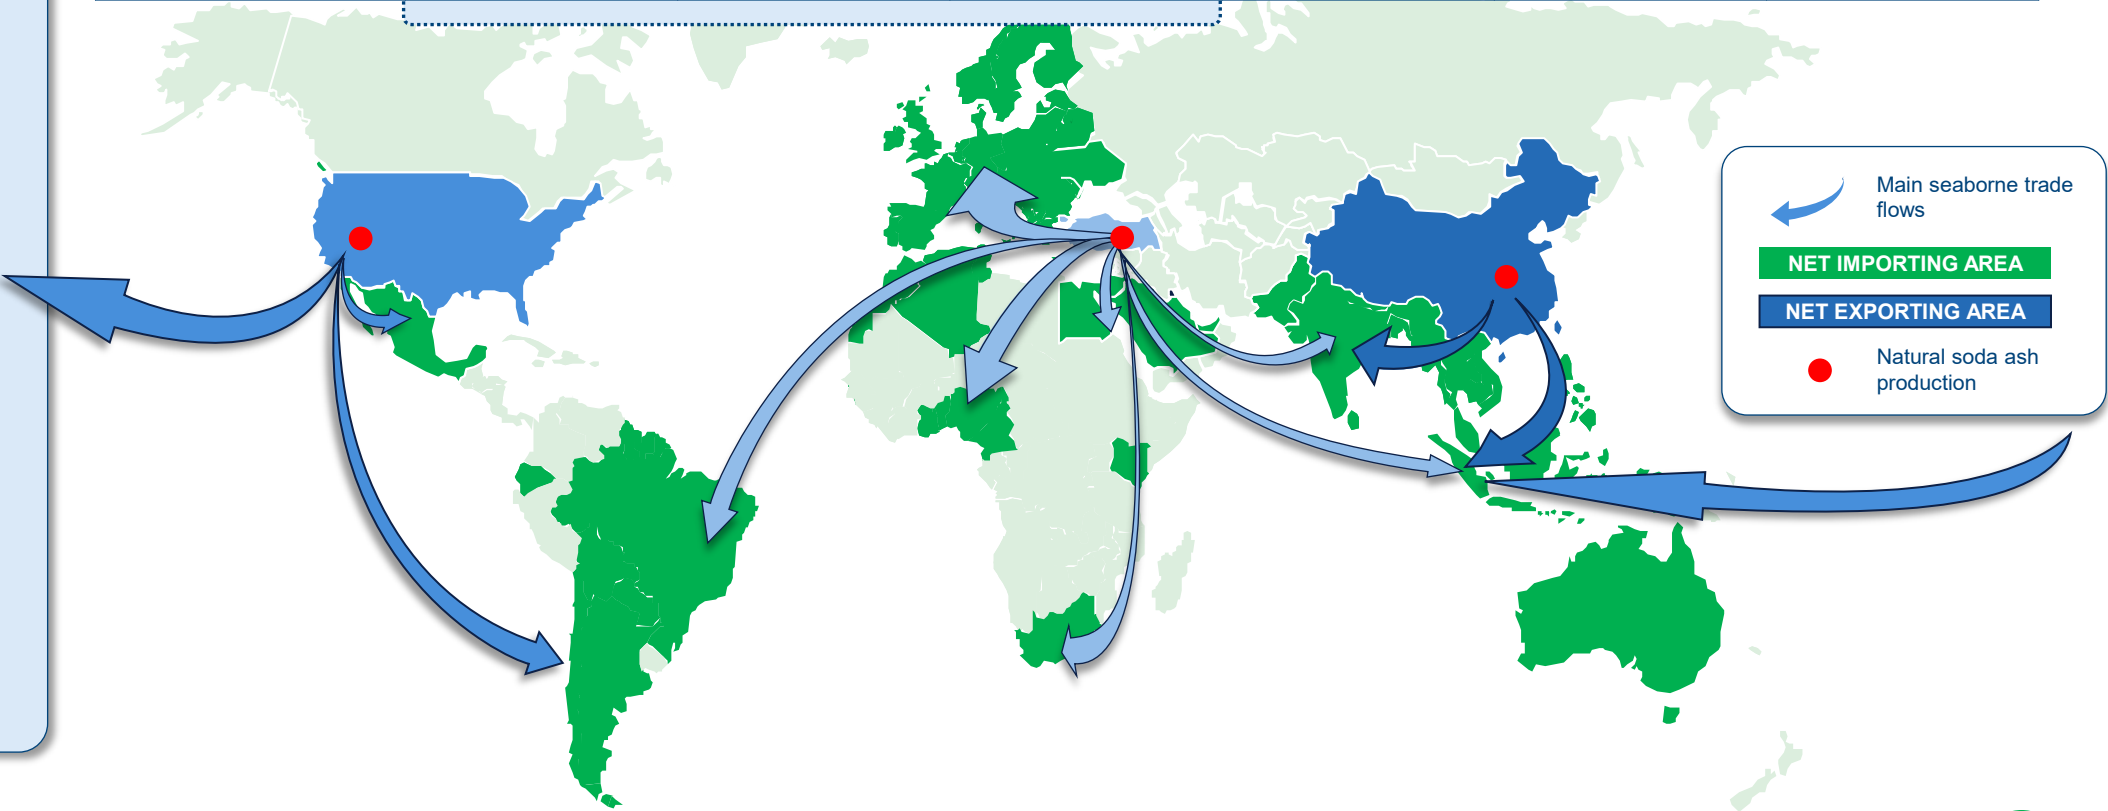 Main seaborne trade
flows
NET IMPORTING AREA
NET EXPORTING AREA
Natural soda ash
production